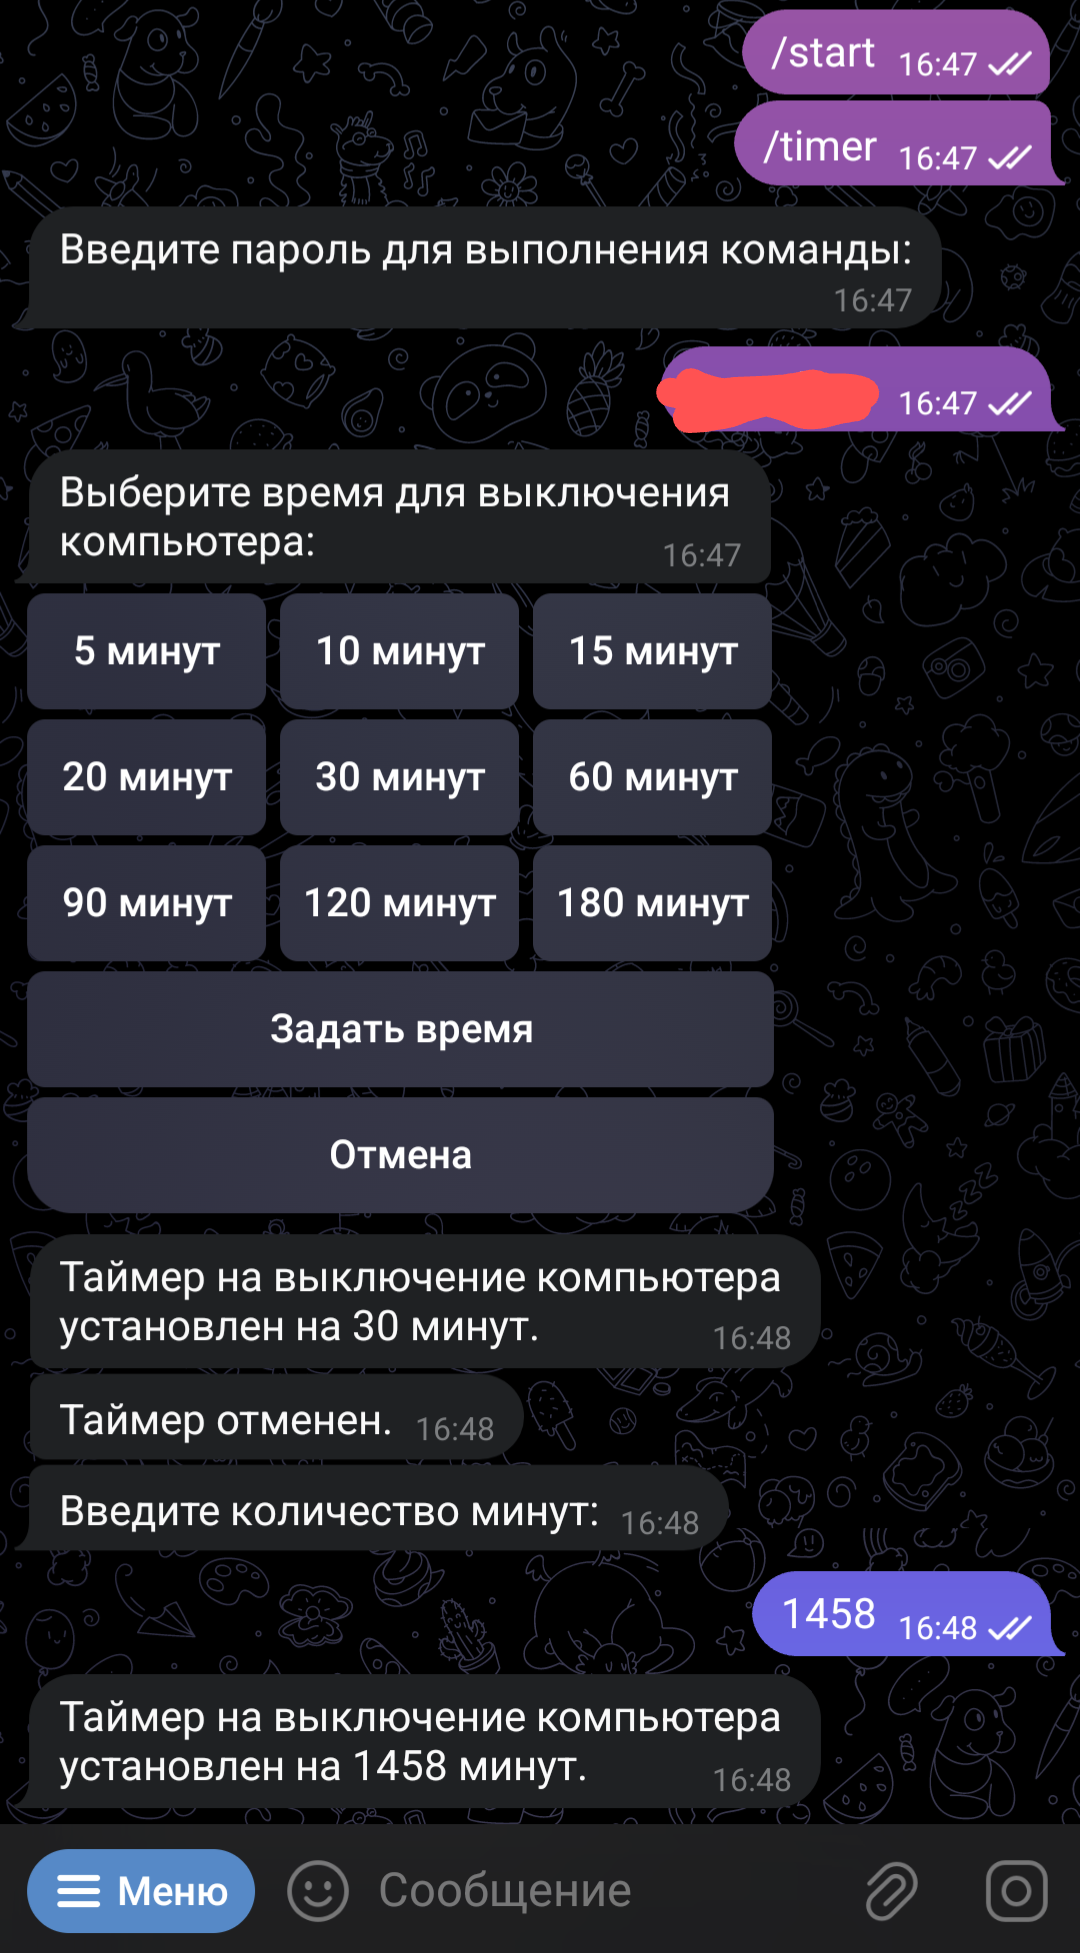 /start 16:47
/timer 16:47
Введите пароль для выполнения команды:
16:47
16:47
Выберите время для выключения
компьютера: 16:47
5 минут 10 минут 15 минут
20 минут 30 минут 60 минут
90 минут 120 минут 180 минут
Задать время
Отмена
Таймер на выключение компьютера
установлен на 30 минут. 16:48
Таймер отменен. 16:48
Введите количество минут: 16:48
1458 16:48
Таймер на выключение компьютера
установлен на 1458 минут. 16:48
Меню Сообщение